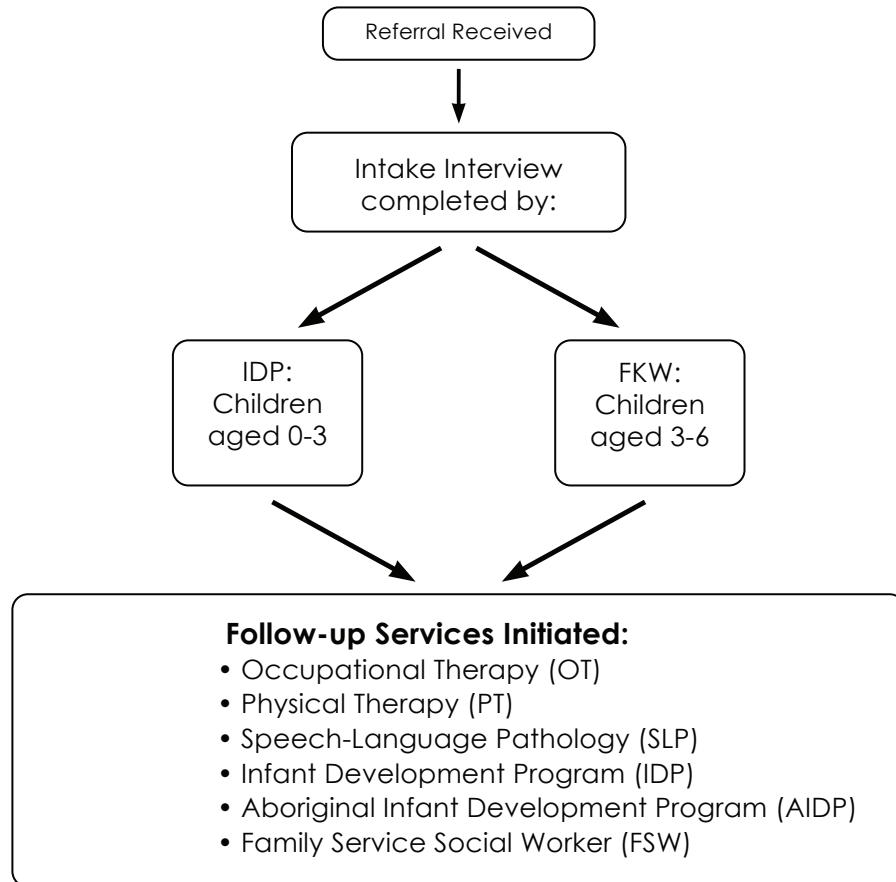 Referral Received
Intake Interview
completed by:
IDP:
Children
aged 0-3
FKW:
Children
aged 3-6
Follow-up Services Initiated:
• Occupational Therapy (OT)
• Physical Therapy (PT)
• Speech-Language Pathology (SLP)
• Infant Development Program (IDP)
• Aboriginal Infant Development Program (AIDP)
• Family Service Social Worker (FSW)